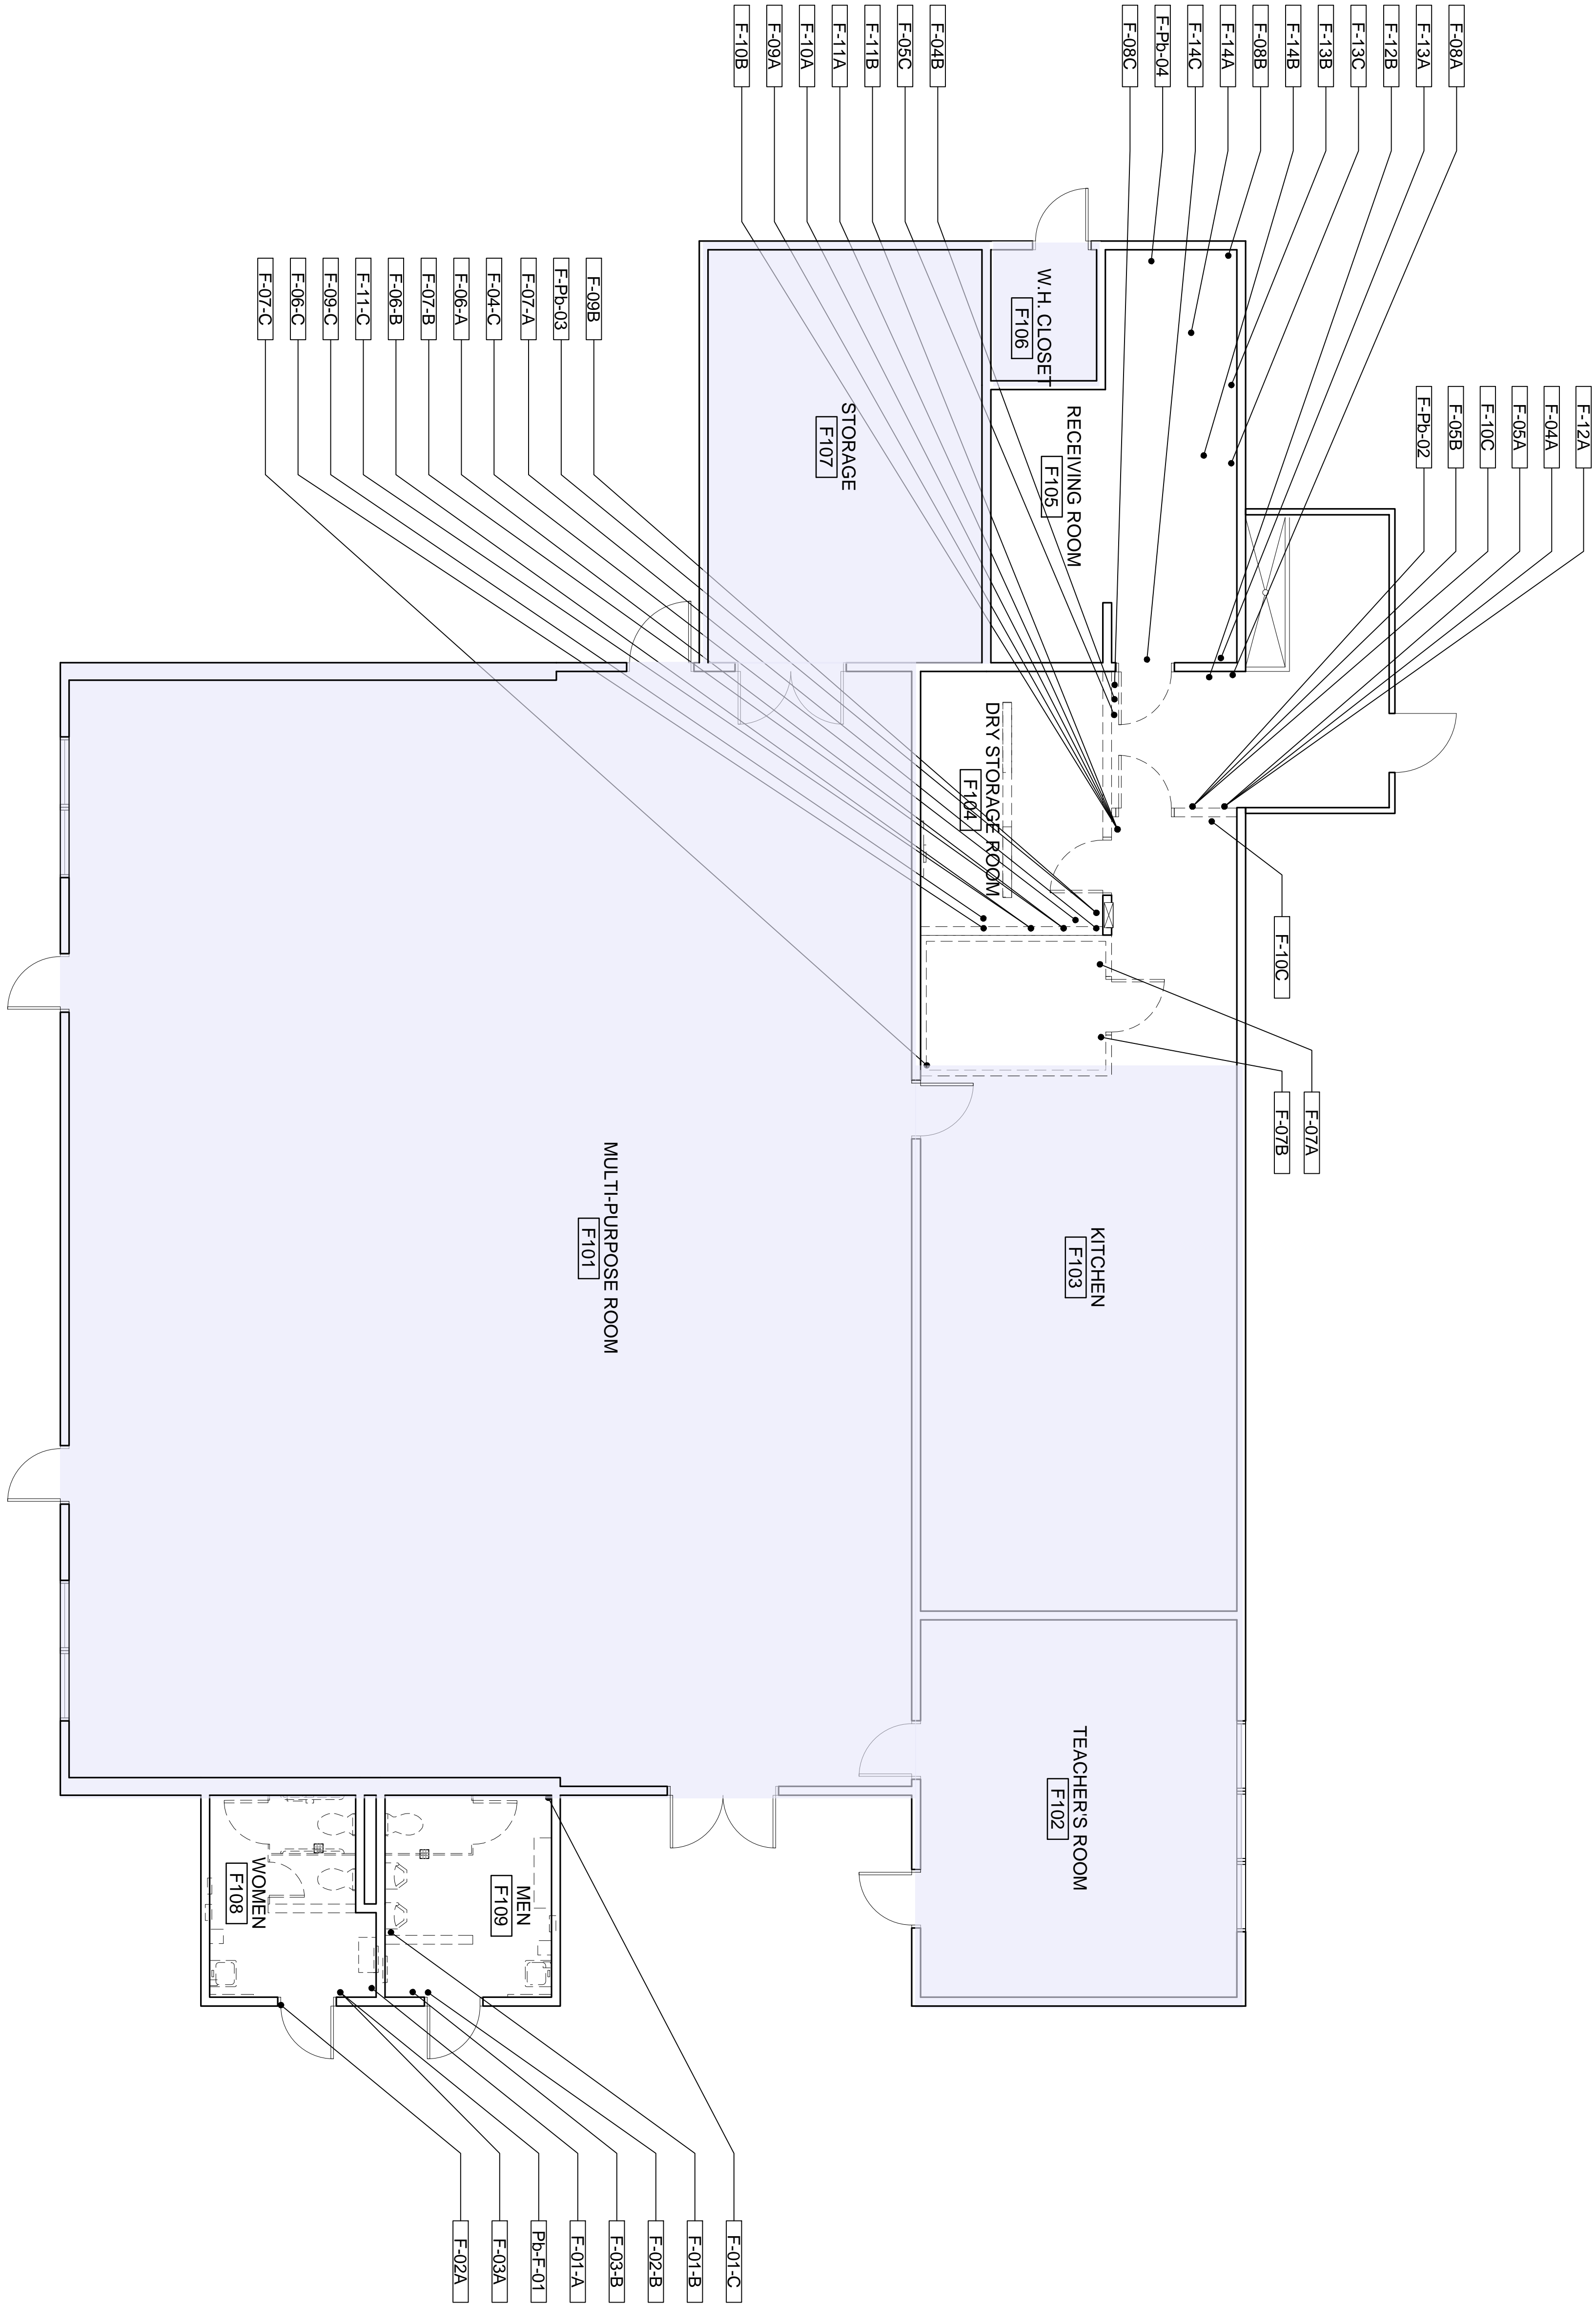 F-10B
F-09A
F-10A
F-11A
F-11B
F-05C
F-04B
F-08C
F-Pb-04
F-14C
F-14A
F-08B
F-14B
F-13B
F-13C
F-12B
F-13A
F-08A
F-07-C
F-06-C
F-09-C
F-11-C
F-06-B
F-07-B
F-06-A
F-04-C
F-07-A
F-Pb-03
F-09B
F-Pb-02
F-05B
F-10C
F-05A
F-04A
F-12A
W.H. CLOSET
F106
STORAGE
F107
RECEIVING ROOM
F105
DRY STORAGE ROOM
F104
F-10C
F-07B
F-07A
MULTI-PURPOSE ROOM
F101
KITCHEN
F103
TEACHER'S ROOM
F102
WOMEN
F108
MEN
F109
F-02A
F-03A
Pb-F-01
F-01-A
F-03-B
F-02-B
F-01-B
F-01-C